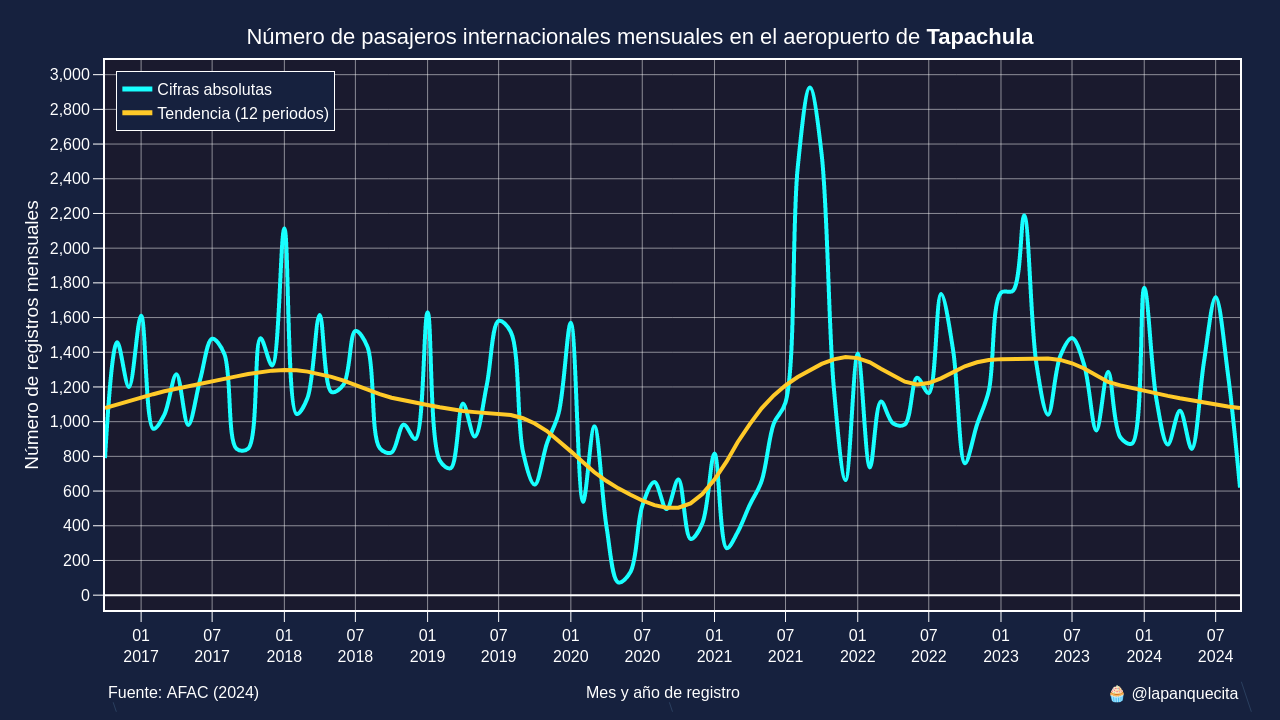 Número de pasajeros internacionales mensuales en el aeropuerto de Tapachula
Cifras absolutas
Tendencia (12 periodos)
Número de registros mensuales
3,000
2,800
2,600
2,400
2,200
2,000
1,800
1,600
1,400
1,200
1,000
800
600
400
200
0
01 07 01 07 01 07 01 07 01 07 01 07 01 07 01 07
2017 2017 2018 2018 2019 2019 2020 2020 2021 2021 2022 2022 2023 2023 2024 2024
Fuente: AFAC (2024)
Mes y año de registro
🧁 @lapanquecita